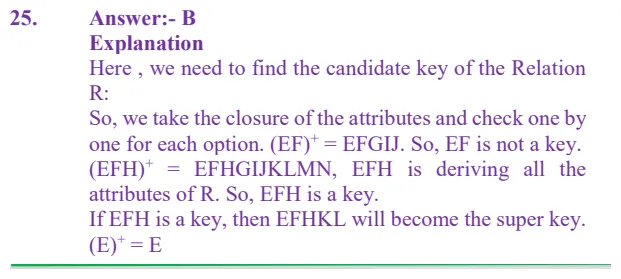 25. Answer:- B
Explanation
Here , we need to find the candidate key of the Relation
R:
So, we take the closure of the attributes and check one by
one for each option. (EF)⁺ = EFGIJ. So, EF is not a key.
(EFH)⁺ = EFHGIJKLMN, EFH is deriving all the
attributes of R. So, EFH is a key.
If EFH is a key, then EFHKL will become the super key.
(E)⁺ = E